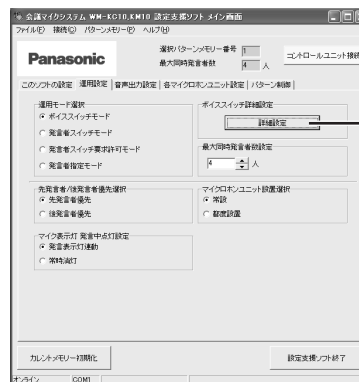 会議マイクシステム WM-KC10,KM10 設定支援ソフト メイン画面
ファイル(F) 接続(C) パターンメモリー(P) ヘルプ(H)
Panasonic
選択パターンメモリー番号 1
最大同時発言者数 4 人
コントロールユニット接続
このソフトの設定 運用設定 音声出力設定 各マイクロホンユニット設定 パターン制御
運用モード選択
ボイススイッチモード
発言者スイッチモード
発言者スイッチ要求許可モード
発言者指定モード
ボイススイッチ詳細設定
詳細設定
最大同時発言者数設定
4 人
先発言者/後発言者優先選択
先発言者優先
後発言者優先
マイクロホンユニット設置選択
常設
都度設置
マイク表示灯 発言中点灯設定
発言表示灯連動
常時消灯
カレントメモリー初期化
設定支援ソフト終了
オンライン COM1